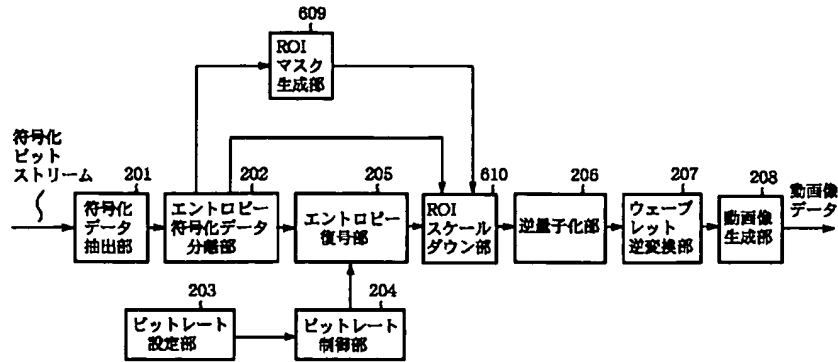 609
ROI
マスク
生成部
符号化
ビット
ストリーム
201
202
205
610
206
207
208
動画像
データ
符号化
データ
抽出部
エントロピー
符号化データ
分離部
エントロピー
復号部
ROI
スケール
ダウン部
逆量子化部
ウェーブ
レット
逆変換部
動画像
生成部
203
204
ビットレート
設定部
ビットレート
制御部